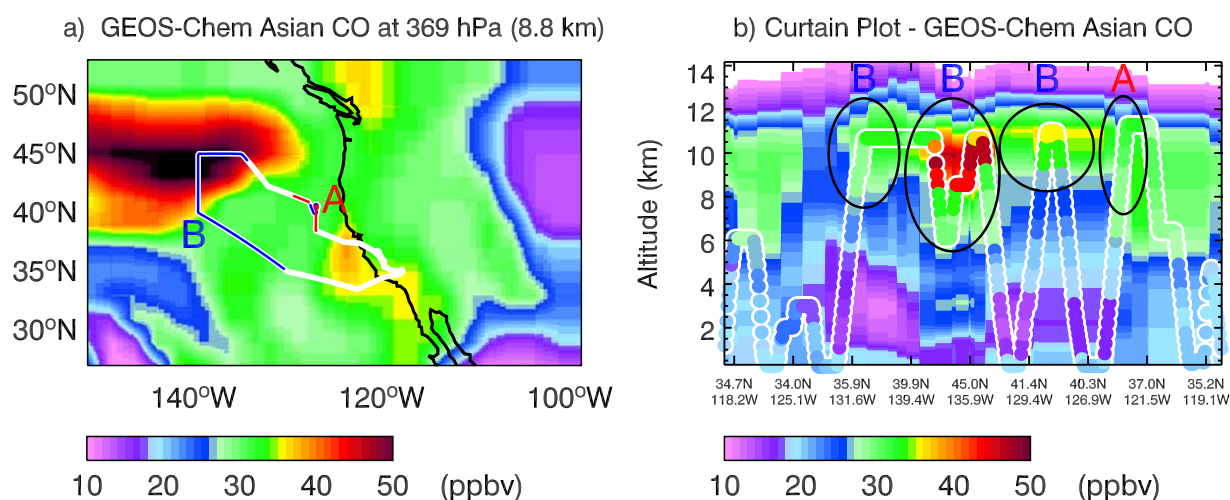 a) GEOS-Chem Asian CO at 369 hPa (8.8 km)
50°N
45°N
40°N
35°N
30°N
A
B
140°W 120°W 100°W
10 20 30 40 50 (ppbv)
b) Curtain Plot - GEOS-Chem Asian CO
B B B A
Altitude (km)
14
12
10
8
6
4
2
34.7N 34.0N 35.9N 39.9N 45.0N 41.4N 40.3N 37.0N 35.2N
118.2W 125.1W 131.6W 139.4W 135.9W 129.4W 126.9W 121.5W 119.1W
10 20 30 40 50 (ppbv)